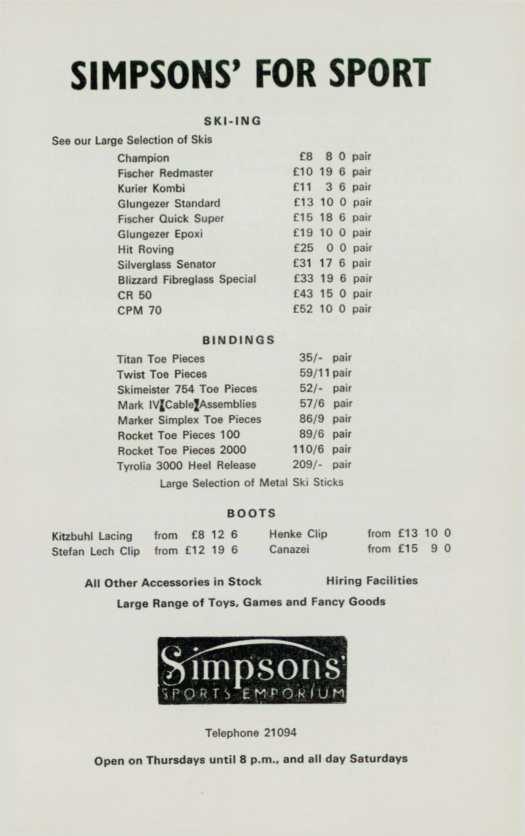 SIMPSONS' FOR SPORT
SKI-ING
See our Large Selection of Skis
Champion £8 8 0 pair
Fischer Redmaster £10 19 6 pair
Kurier Kombi £11 3 6 pair
Glungezer Standard £13 10 0 pair
Fischer Quick Super £15 18 6 pair
Glungezer Epoxi £19 10 0 pair
Hit Roving £25 0 0 pair
Silverglass Senator £31 17 6 pair
Blizzard Fibreglass Special £33 19 6 pair
CR 50 £43 15 0 pair
CPM 70 £52 10 0 pair
BINDINGS
Titan Toe Pieces 35/- pair
Twist Toe Pieces 59/11 pair
Skimeister 754 Toe Pieces 52/- pair
Mark IV Cable Assemblies 57/6 pair
Marker Simplex Toe Pieces 86/9 pair
Rocket Toe Pieces 100 89/6 pair
Rocket Toe Pieces 2000 110/6 pair
Tyrolia 3000 Heel Release 209/- pair
Large Selection of Metal Ski Sticks
BOOTS
Kitzbuhl Lacing from £8 12 6 Henke Clip from £13 10 0
Stefan Lech Clip from £12 19 6 Canazei from £15 9 0
All Other Accessories in Stock Hiring Facilities
Large Range of Toys, Games and Fancy Goods
Simpsons'
SPORTS EMPORIUM
Telephone 21094
Open on Thursdays until 8 p.m., and all day Saturdays